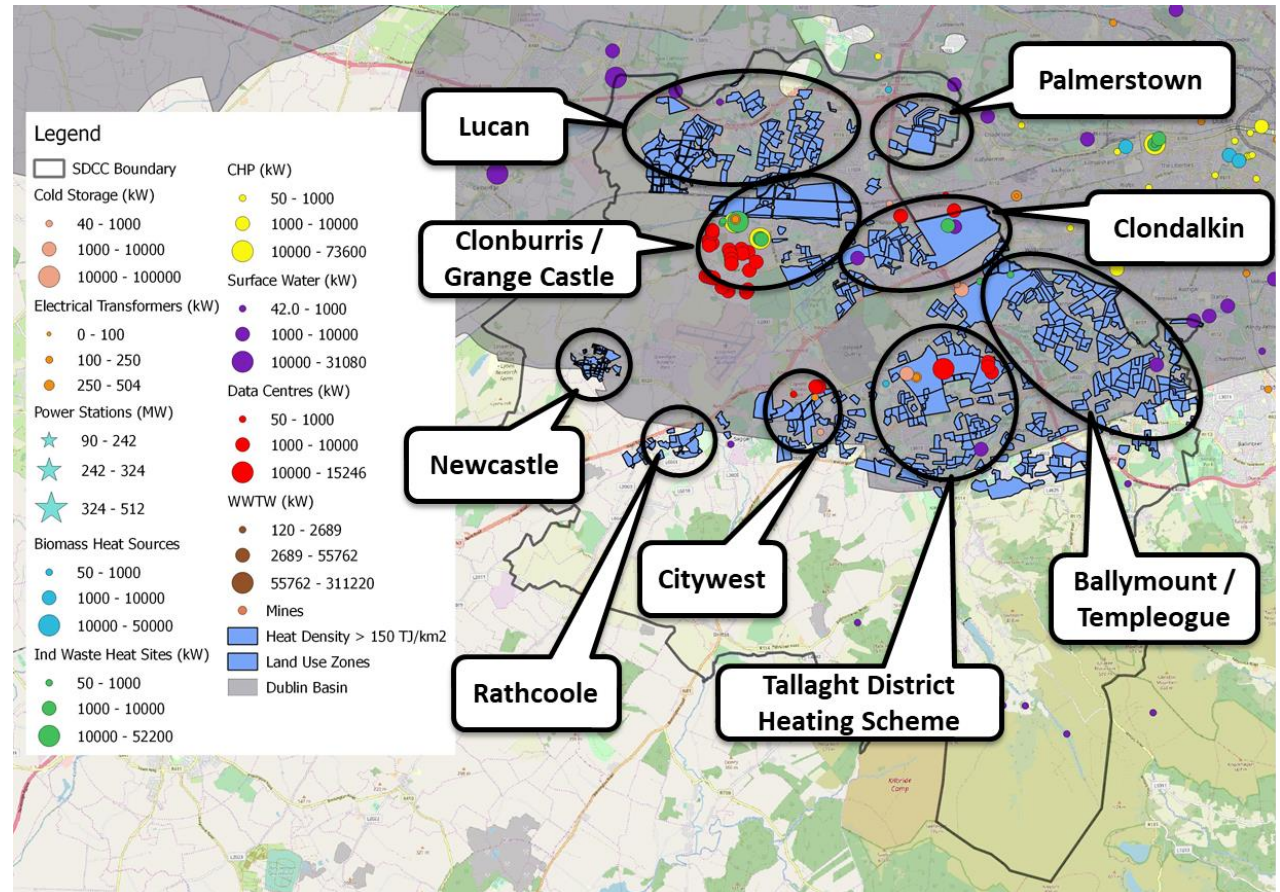 Legend
SDCC Boundary
Cold Storage (kW)
40 - 1000
1000 - 10000
10000 - 100000
Electrical Transformers (kW)
0 - 100
100 - 250
250 - 504
Power Stations (MW)
90 - 242
242 - 324
324 - 512
Biomass Heat Sources
50 - 1000
1000 - 10000
10000 - 50000
Ind Waste Heat Sites (kW)
50 - 1000
1000 - 10000
10000 - 52200
CHP (kW)
50 - 1000
1000 - 10000
10000 - 73600
Surface Water (kW)
42.0 - 1000
1000 - 10000
10000 - 31080
Data Centres (kW)
50 - 1000
1000 - 10000
10000 - 15246
WWTW (kW)
120 - 2689
2689 - 55762
55762 - 311220
Mines
Heat Density > 150 TJ/km2
Land Use Zones
Dublin Basin
Lucan
Palmerstown
Clonburris /
Grange Castle
Clondalkin
Newcastle
Citywest
Rathcoole
Tallaght District
Heating Scheme
Ballymount /
Templeogue
Kilbride
Camp